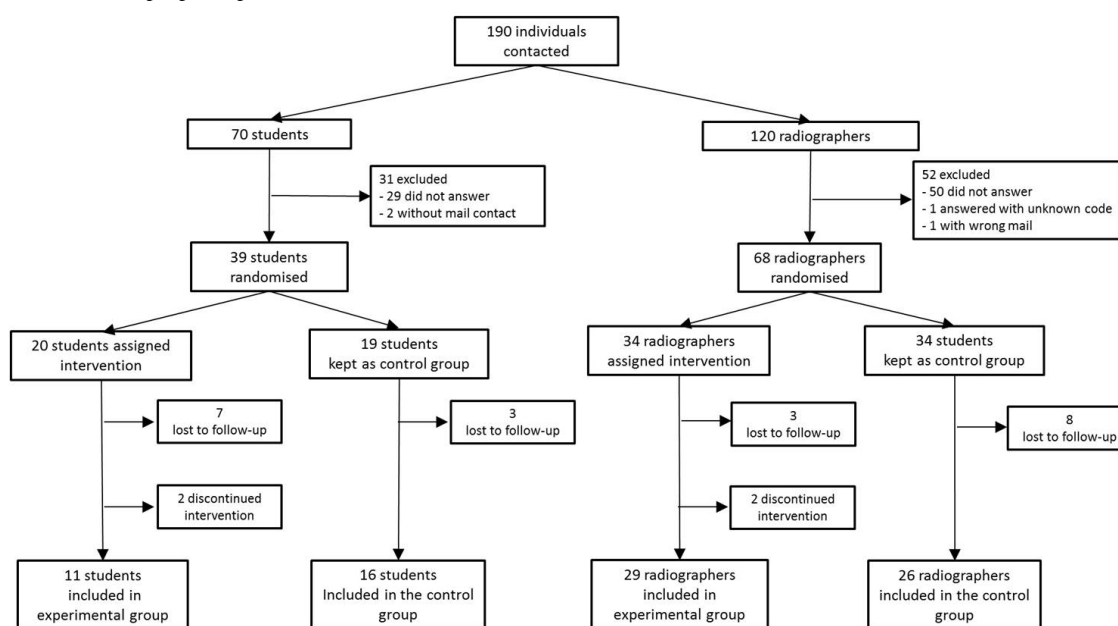 190 individuals
contacted
70 students
120 radiographers
31 excluded
- 29 did not answer
- 2 without mail contact
52 excluded
- 50 did not answer
- 1 answered with unknown code
- 1 with wrong mail
39 students
randomised
68 radiographers
randomised
20 students assigned
intervention
19 students
kept as control group
34 radiographers
assigned intervention
34 students
kept as control group
7
lost to follow-up
3
lost to follow-up
3
lost to follow-up
8
lost to follow-up
2 discontinued
intervention
2 discontinued
intervention
11 students
included in
experimental group
16 students
Included in the control
group
29 radiographers
included in
experimental group
26 radiographers
included in the control
group